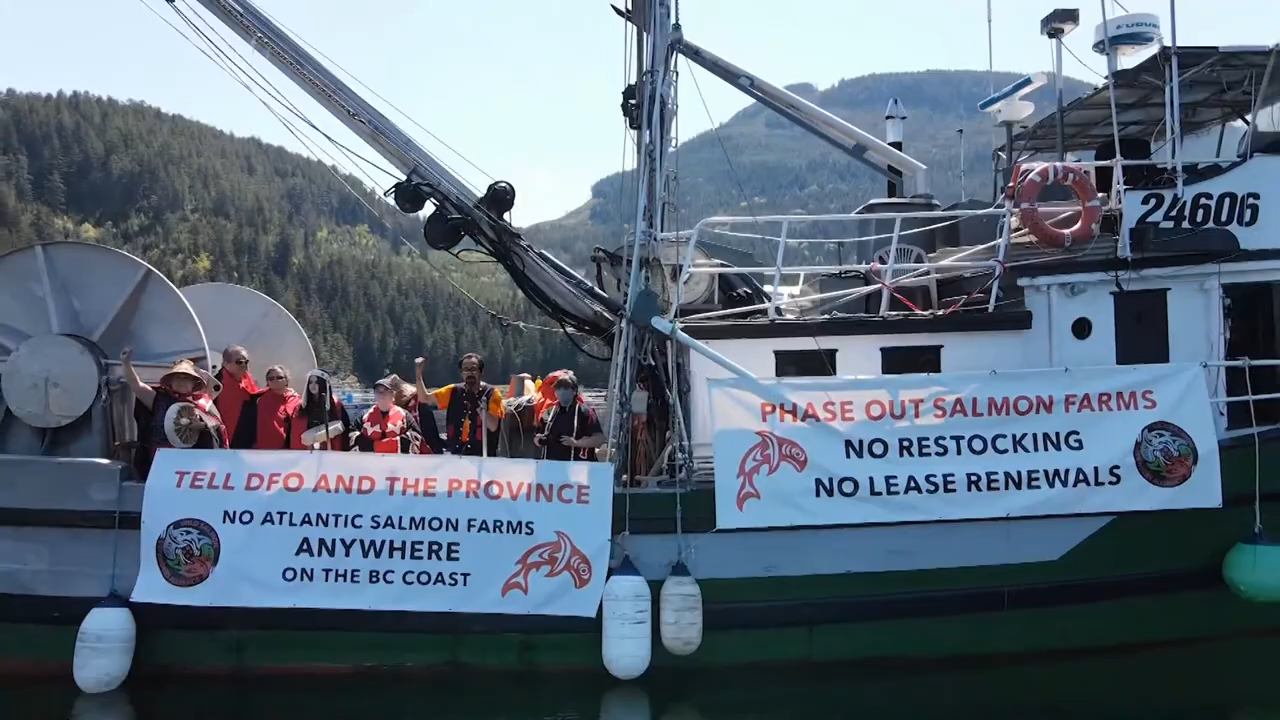 24606
TELL DFO AND THE PROVINCE
NO ATLANTIC SALMON FARMS
ANYWHERE
ON THE BC COAST
PHASE OUT SALMON FARMS
NO RESTOCKING
NO LEASE RENEWALS